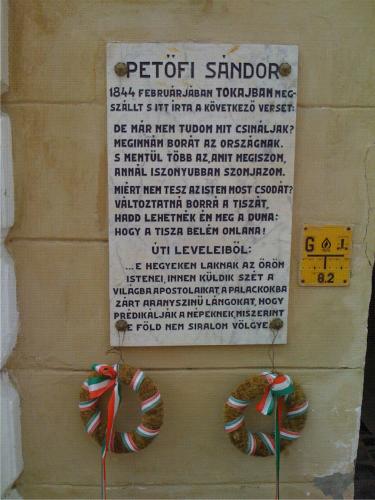 PETŐFI SÁNDOR
1844 FEBRUÁRJÁBAN TOKAJBAN MEG-
SZÁLLT S ITT ÍRTA A KÖVETKEZŐ VERSET:
DE MÁR NEM TUDOM MIT CSINÁLJAK?
MEGINNÁM BORÁT AZ ORSZÁGNAK.
S MENTÜL TÖBB AZ, AMIT MEGISZOM,
ANNÁL ISZONYUBBAN SZOMJAZOM.
MIÉRT NEM TESZ AZ ISTEN MOST CSODÁT?
VÁLTOZTATNÁ BORRÁ A TISZÁT,
HADD LEHETNÉK ÉN MEG A DUNA:
HOGY A TISZA BELÉM OMLANA!
ÚTI LEVELEIBŐL:
...E HEGYEKEN LAKNAK AZ ÖRÖM
ISTENEI, INNEN KÜLDIK SZÉT A
VILÁGBA APOSTOLAIKAT, A PALACKOKBA
ZÁRT ARANYSZINŰ LÁNGOKAT, HOGY
PRÉDIKÁLJÁK A NÉPEKNEK, MISZERINT
E FÖLD NEM SIRALOM VÖLGYE
G
8.2